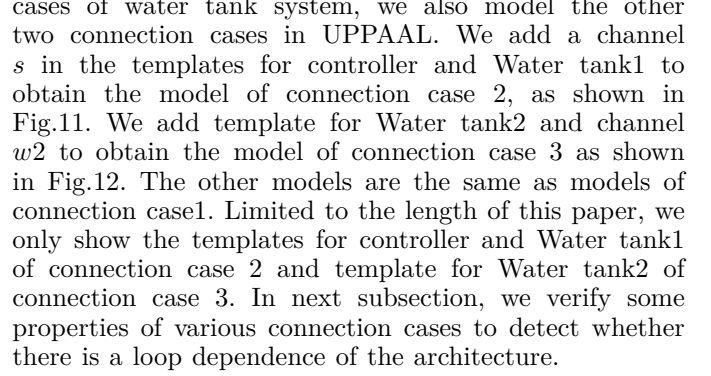 cases of water tank system, we also model the other
two connection cases in UPPAAL. We add a channel
s in the templates for controller and Water tank1 to
obtain the model of connection case 2, as shown in
Fig.11. We add template for Water tank2 and channel
w2 to obtain the model of connection case 3 as shown
in Fig.12. The other models are the same as models of
connection case1. Limited to the length of this paper, we
only show the templates for controller and Water tank1
of connection case 2 and template for Water tank2 of
connection case 3. In next subsection, we verify some
properties of various connection cases to detect whether
there is a loop dependence of the architecture.